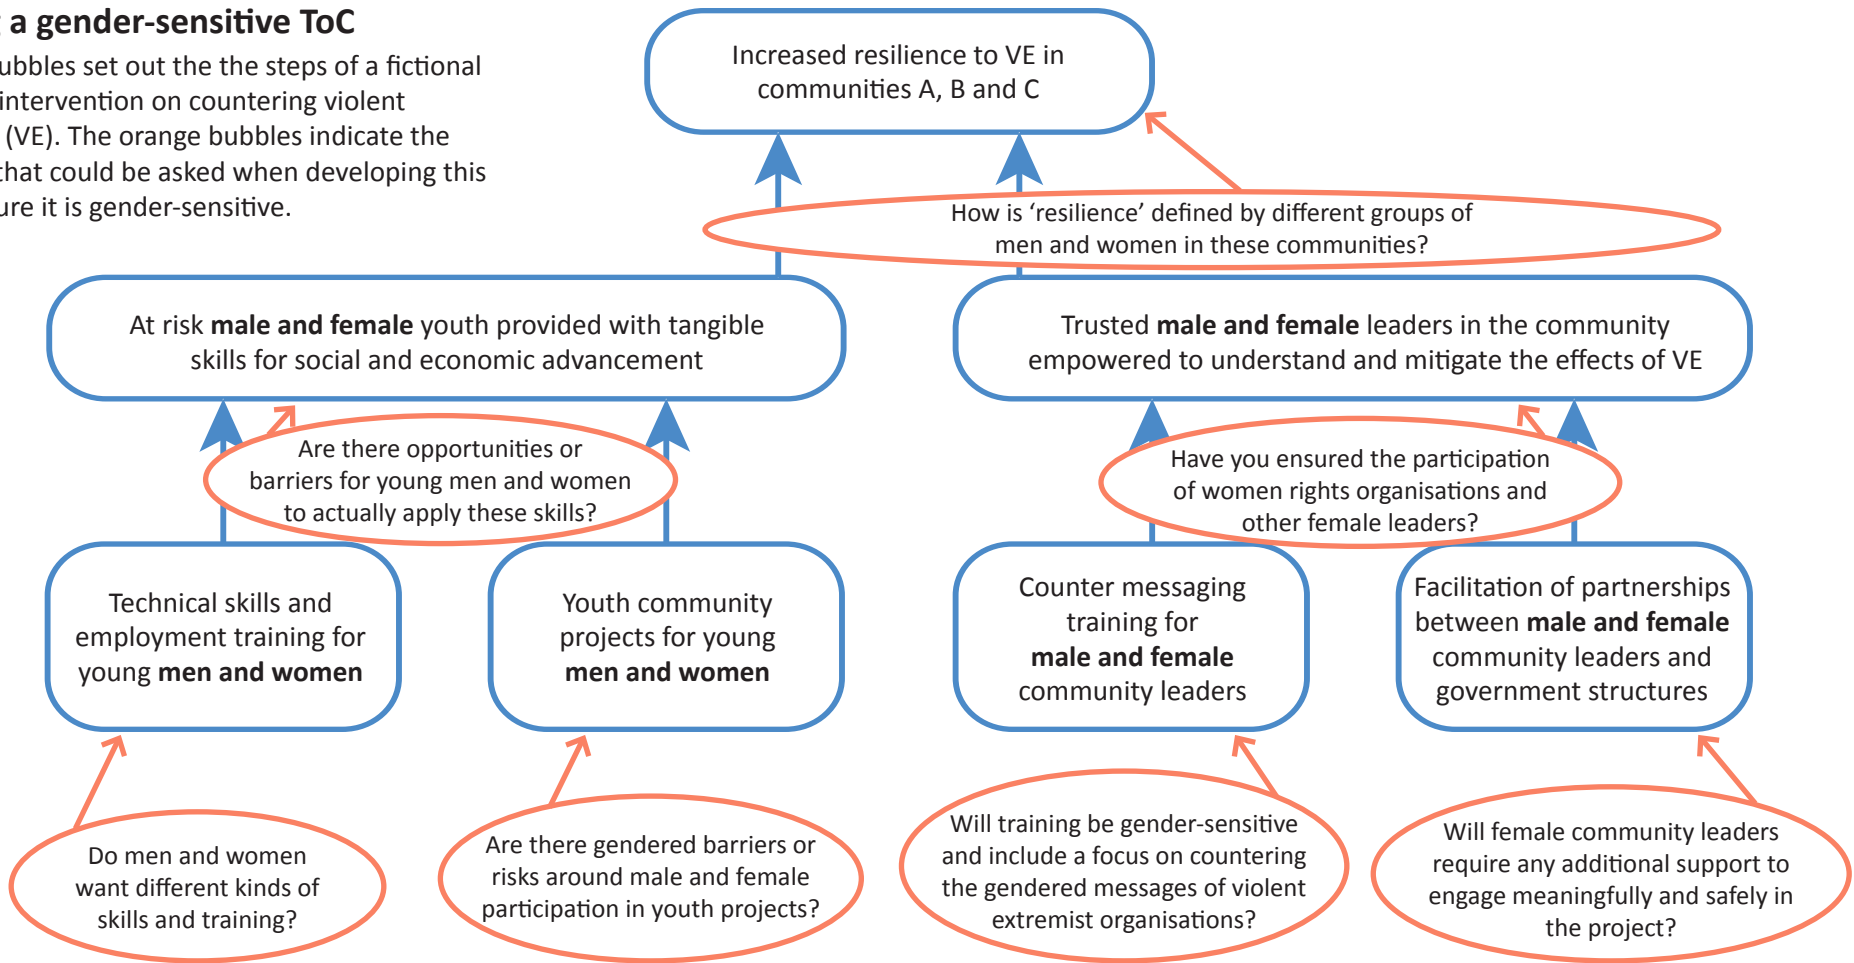 a gender-sensitive ToC
ubbles set out the the steps of a fictional
intervention on countering violent
(VE). The orange bubbles indicate the
that could be asked when developing this
ure it is gender-sensitive.
Increased resilience to VE in
communities A, B and C
How is ‘resilience’ defined by different groups of
men and women in these communities?
At risk male and female youth provided with tangible
skills for social and economic advancement
Trusted male and female leaders in the community
empowered to understand and mitigate the effects of VE
Are there opportunities or
barriers for young men and women
to actually apply these skills?
Have you ensured the participation
of women rights organisations and
other female leaders?
Technical skills and
employment training for
young men and women
Youth community
projects for young
men and women
Counter messaging
training for
male and female
community leaders
Facilitation of partnerships
between male and female
community leaders and
government structures
Do men and women
want different kinds of
skills and training?
Are there gendered barriers or
risks around male and female
participation in youth projects?
Will training be gender-sensitive
and include a focus on countering
the gendered messages of violent
extremist organisations?
Will female community leaders
require any additional support to
engage meaningfully and safely in
the project?